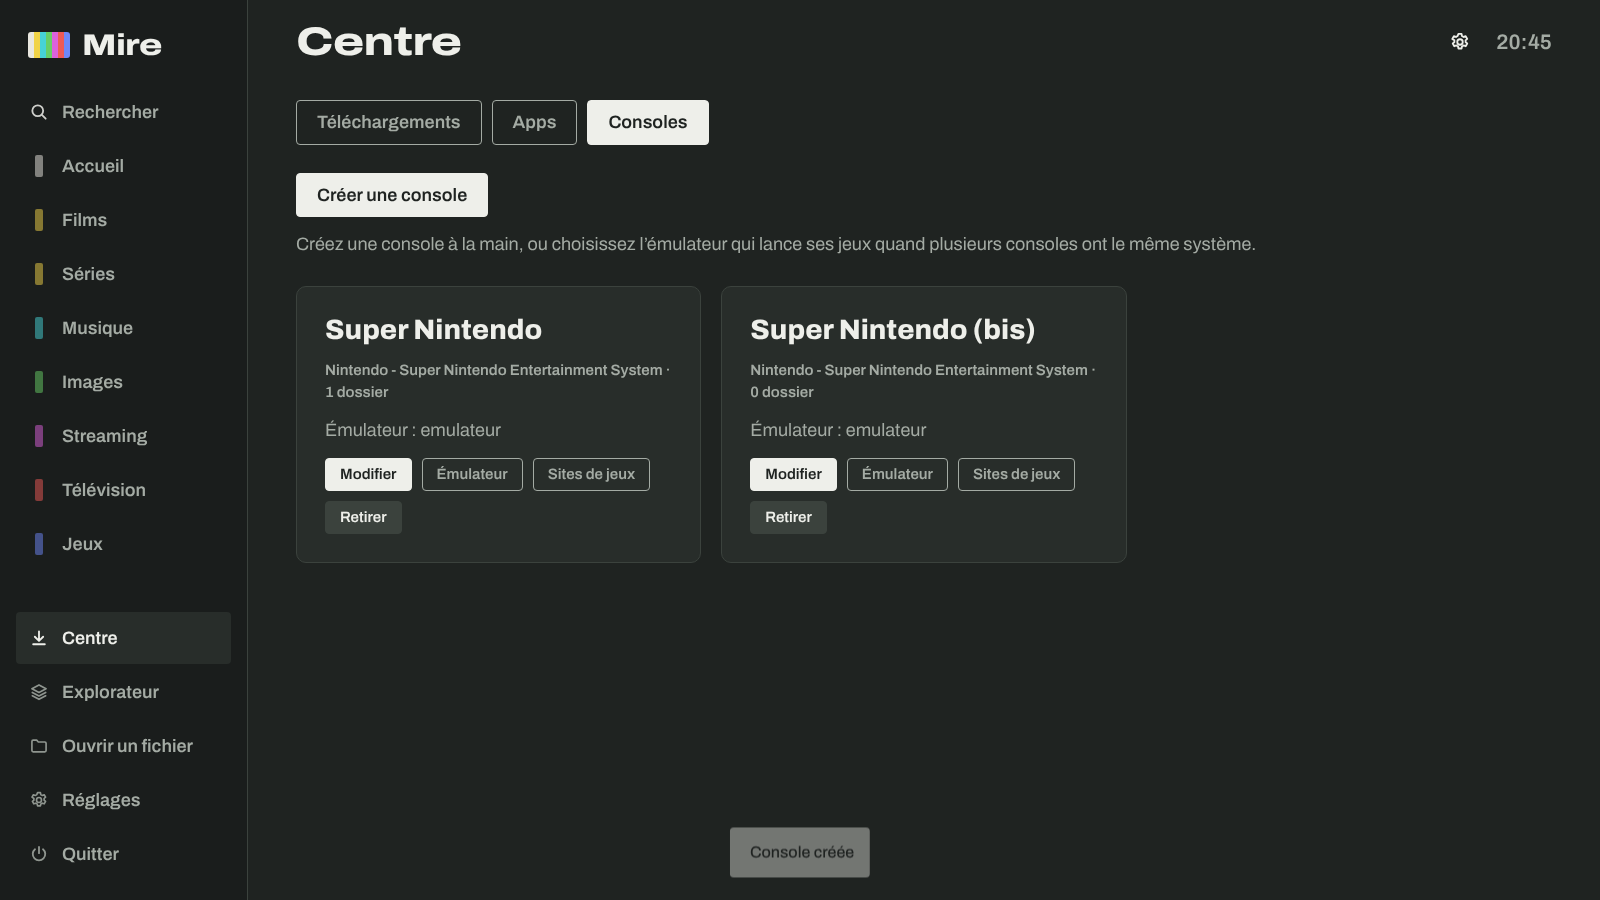 Mire
Rechercher
Accueil
Films
Séries
Musique
Images
Streaming
Télévision
Jeux
Centre
Explorateur
Ouvrir un fichier
Réglages
Quitter
Centre
20:45
Téléchargements
Apps
Consoles
Créer une console
Créez une console à la main, ou choisissez l’émulateur qui lance ses jeux quand plusieurs consoles ont le même système.
Super Nintendo
Nintendo - Super Nintendo Entertainment System ·
1 dossier
Émulateur : emulateur
Modifier
Émulateur
Sites de jeux
Retirer
Super Nintendo (bis)
Nintendo - Super Nintendo Entertainment System ·
0 dossier
Émulateur : emulateur
Modifier
Émulateur
Sites de jeux
Retirer
Console créée